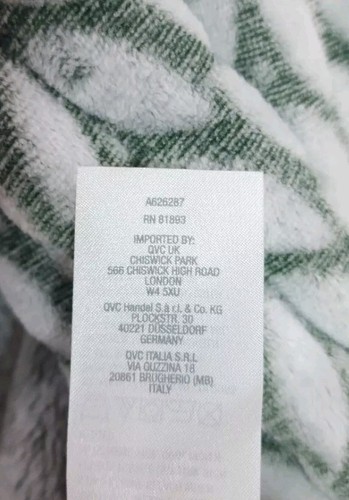 A626287
RN 81893
IMPORTED BY:
QVC UK
CHISWICK PARK
566 CHISWICK HIGH ROAD
LONDON
W4 5XU
QVC Handel S.à r.l. & Co. KG
PLOCKSTR. 30
40221 DÜSSELDORF
GERMANY
QVC ITALIA S.R.L
VIA GUZZINA 18
20861 BRUGHERIO (MB)
ITALY